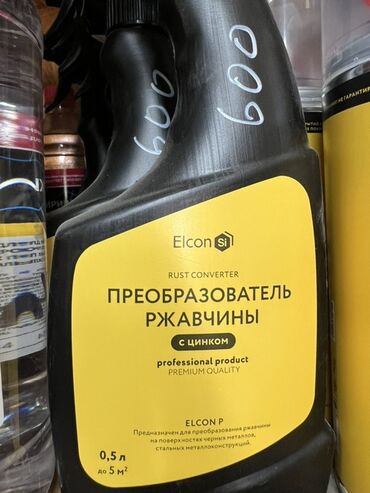 600
600
Elcon Si
RUST CONVERTER
ПРЕОБРАЗОВАТЕЛЬ
РЖАВЧИНЫ
С ЦИНКОМ
professional product
PREMIUM QUALITY
ELCON P
Предназначен для преобразования ржавчины
на поверхностях черных металлов,
стальных металлоконструкций.
0,5 л
до 5 м²